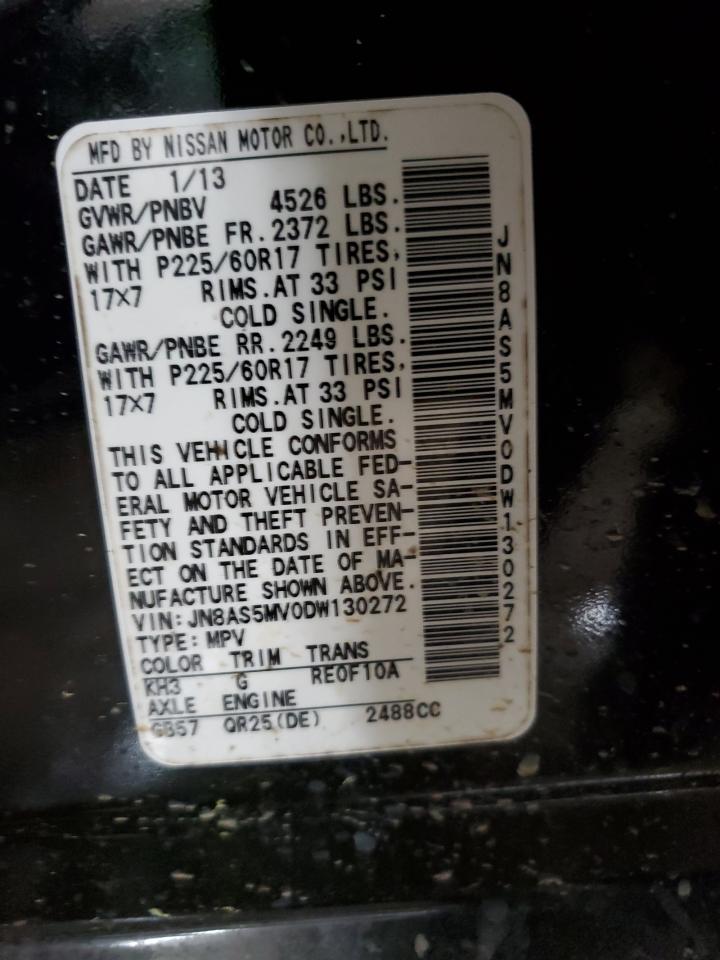 MFD BY NISSAN MOTOR CO.,LTD.
DATE 1/13
GVWR/PNBV 4526 LBS.
GAWR/PNBE FR.2372 LBS.
WITH P225/60R17 TIRES,
17X7 RIMS.AT 33 PSI
COLD SINGLE.
GAWR/PNBE RR.2249 LBS.
WITH P225/60R17 TIRES,
17X7 RIMS.AT 33 PSI
COLD SINGLE.
THIS VEHICLE CONFORMS
TO ALL APPLICABLE FED-
ERAL MOTOR VEHICLE SA-
FETY AND THEFT PREVEN-
TION STANDARDS IN EFF-
ECT ON THE DATE OF MA-
NUFACTURE SHOWN ABOVE.
VIN:JN8AS5MV0DW130272
TYPE:MPV
COLOR TRIM TRANS
KH3 G RE0F10A
AXLE ENGINE
GB57 QR25(DE) 2488CC
JN8AS5MV0DW130272